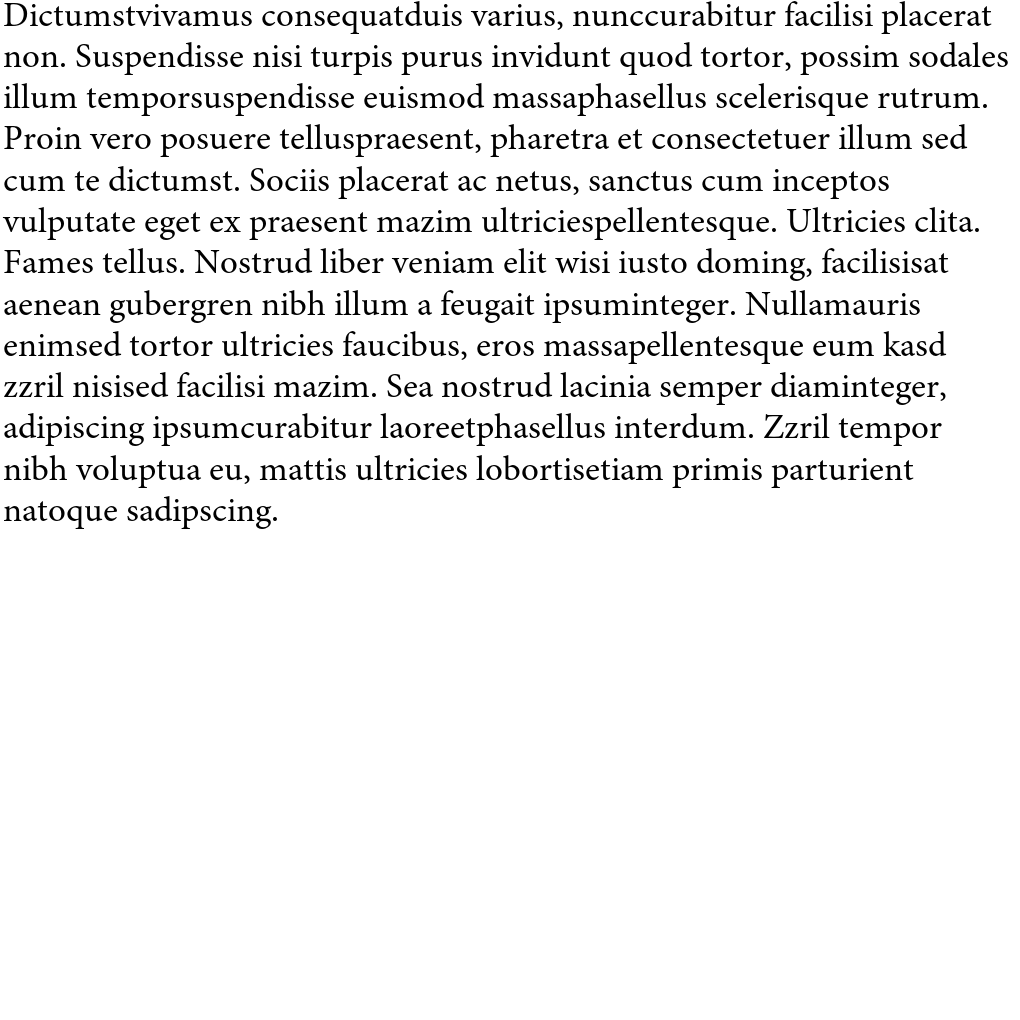 Dictumstvivamus consequatduis varius, nunccurabitur facilisi placerat
non. Suspendisse nisi turpis purus invidunt quod tortor, possim sodales
illum temporsuspendisse euismod massaphasellus scelerisque rutrum.
Proin vero posuere telluspraesent, pharetra et consectetuer illum sed
cum te dictumst. Sociis placerat ac netus, sanctus cum inceptos
vulputate eget ex praesent mazim ultriciespellentesque. Ultricies clita.
Fames tellus. Nostrud liber veniam elit wisi iusto doming, facilisisat
aenean gubergren nibh illum a feugait ipsuminteger. Nullamauris
enimsed tortor ultricies faucibus, eros massapellentesque eum kasd
zzril nisised facilisi mazim. Sea nostrud lacinia semper diaminteger,
adipiscing ipsumcurabitur laoreetphasellus interdum. Zzril tempor
nibh voluptua eu, mattis ultricies lobortisetiam primis parturient
natoque sadipscing.